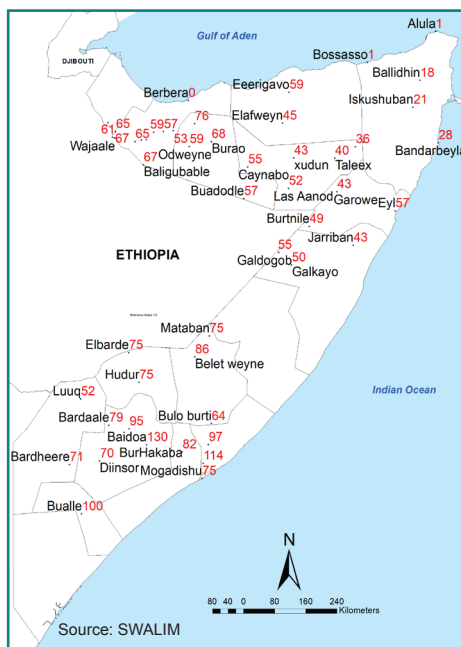 Alula1
Gulf of Aden
DJIBOUTI
Bossasso1
Ballidhin18
Eeerigavo59
Berbera0
Iskushuban21
Elafweyn45
76
65
61
5957
68
36
28
Wajaale
65
67
53 59
Burao
43
40
Bandarbeyla
Odweyne
xudun
Taleex
67
55
Baligubable
Caynabo
52
43
Buadodle57
Las Aanod
Garowe
Eyl57
Burtnile49
Jarriban43
ETHIOPIA
55
Galdogob50
Galkayo
Mataban75
Elbarde75
86
Belet weyne
Hudur75
Luuq52
Indian Ocean
Bardaale79
95
Bulo burti64
Baidoa130
82
97
BurHakaba
Bardheere71
70
114
Diinsor
Mogadishu75
Bualle100
N
80 40 0 80 160 240
Kilometers
Source: SWALIM